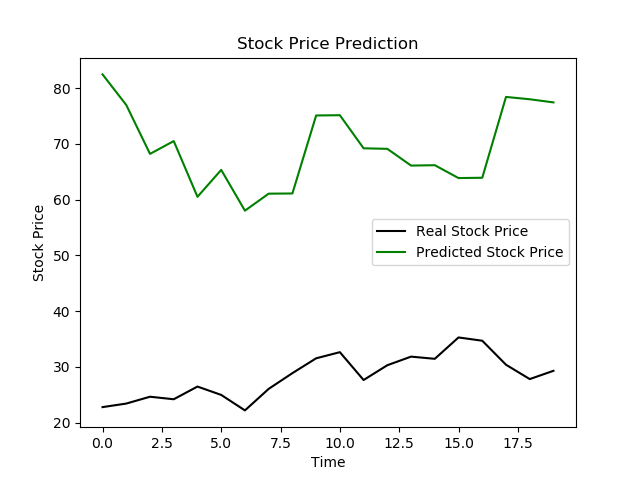 Stock Price Prediction
80
70
60
50
40
30
20
Stock Price
Real Stock Price
Predicted Stock Price
0.0 2.5 5.0 7.5 10.0 12.5 15.0 17.5
Time